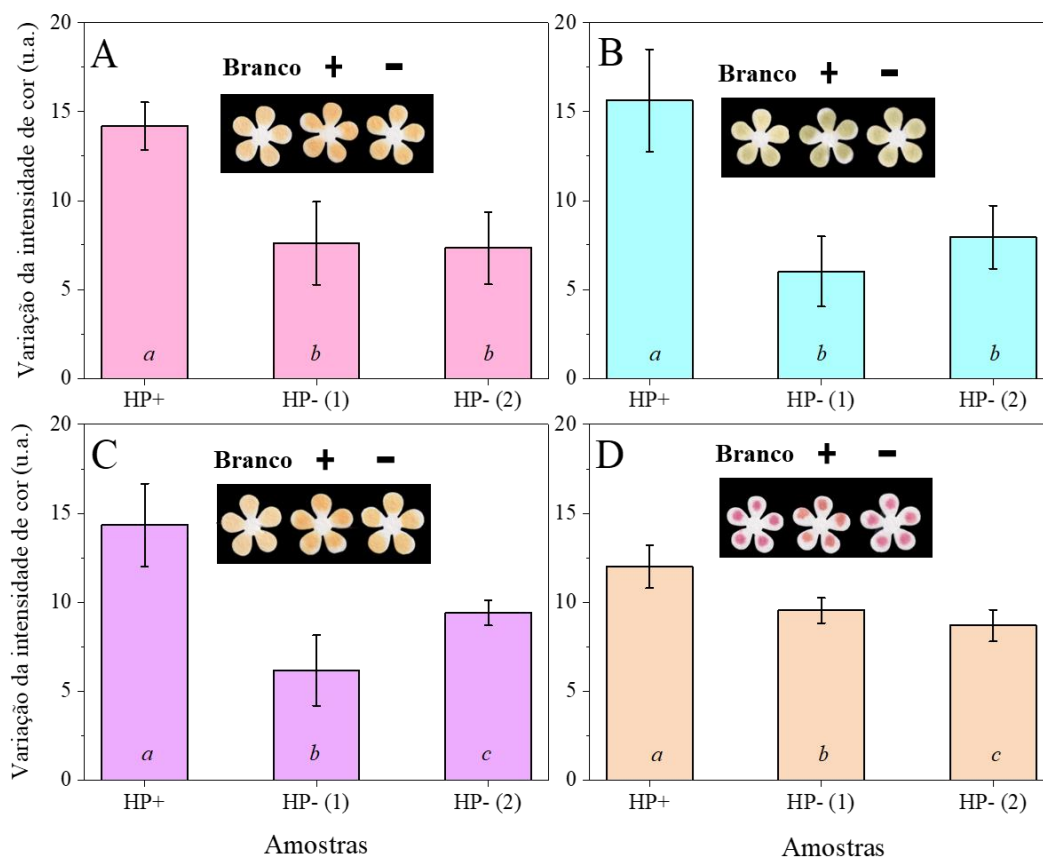 Variação da intensidade de cor (u.a.)
20
15
10
5
0
A
Branco + -
a
b
b
HP+
HP- (1)
HP- (2)
20
15
10
5
0
B
Branco + -
a
b
b
HP+
HP- (1)
HP- (2)
Variação da intensidade de cor (u.a.)
20
15
10
5
0
C
Branco + -
a
b
c
HP+
HP- (1)
HP- (2)
Amostras
20
15
10
5
0
D
Branco + -
a
b
c
HP+
HP- (1)
HP- (2)
Amostras